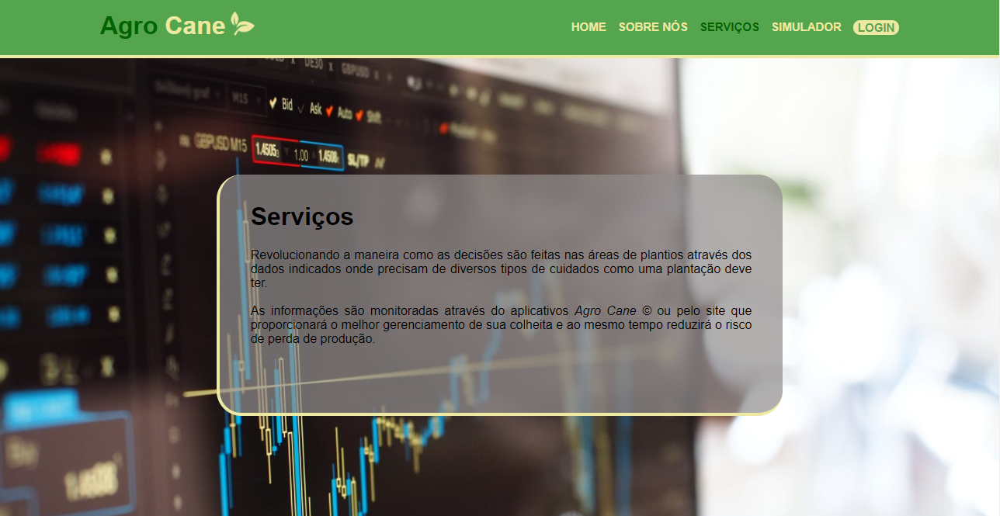 Agro Cane
HOME SOBRE NÓS SERVIÇOS SIMULADOR LOGIN
DE30 x GBPUSD x
M15
Bid Ask Auto Shift
GBPUSD M15 1.4505 1.00 1.4508 SL/TP
Serviços
Revolucionando a maneira como as decisões são feitas nas áreas de plantios através dos
dados indicados onde precisam de diversos tipos de cuidados como uma plantação deve
ter.
As informações são monitoradas através do aplicativos Agro Cane © ou pelo site que
proporcionará o melhor gerenciamento de sua colheita e ao mesmo tempo reduzirá o risco
de perda de produção.